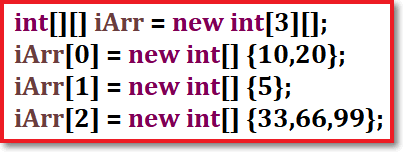 int[][] iArr = new int[3][];
iArr[0] = new int[] {10,20};
iArr[1] = new int[] {5};
iArr[2] = new int[] {33,66,99};